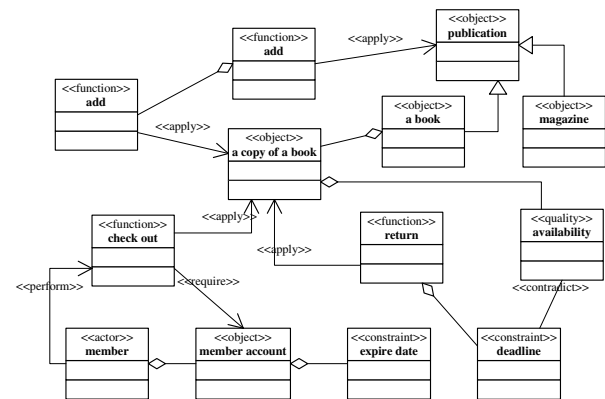 <<object>>
publication
<<function>>
add
<<apply>>
<<function>>
add
<<object>>
a book
<<object>>
magazine
<<apply>>
<<object>>
a copy of a book
<<function>>
check out
<<apply>>
<<function>>
return
<<quality>>
availability
<<apply>>
<<perform>>
<<require>>
<<contradict>>
<<actor>>
member
<<object>>
member account
<<constraint>>
expire date
<<constraint>>
deadline